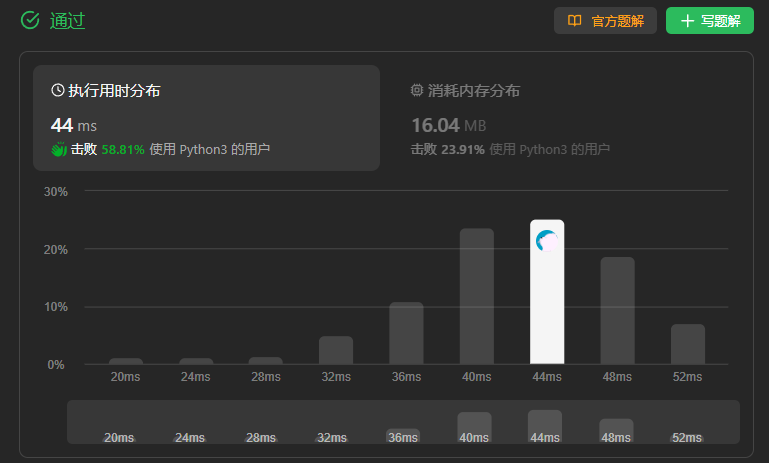 通过
官方题解
写题解
执行用时分布
消耗内存分布
44 ms
16.04 MB
击败 58.81% 使用 Python3 的用户
击败 23.91% 使用 Python3 的用户
30%
20%
10%
0%
20ms 24ms 28ms 32ms 36ms 40ms 44ms 48ms 52ms
20ms 24ms 28ms 32ms 36ms 40ms 44ms 48ms 52ms